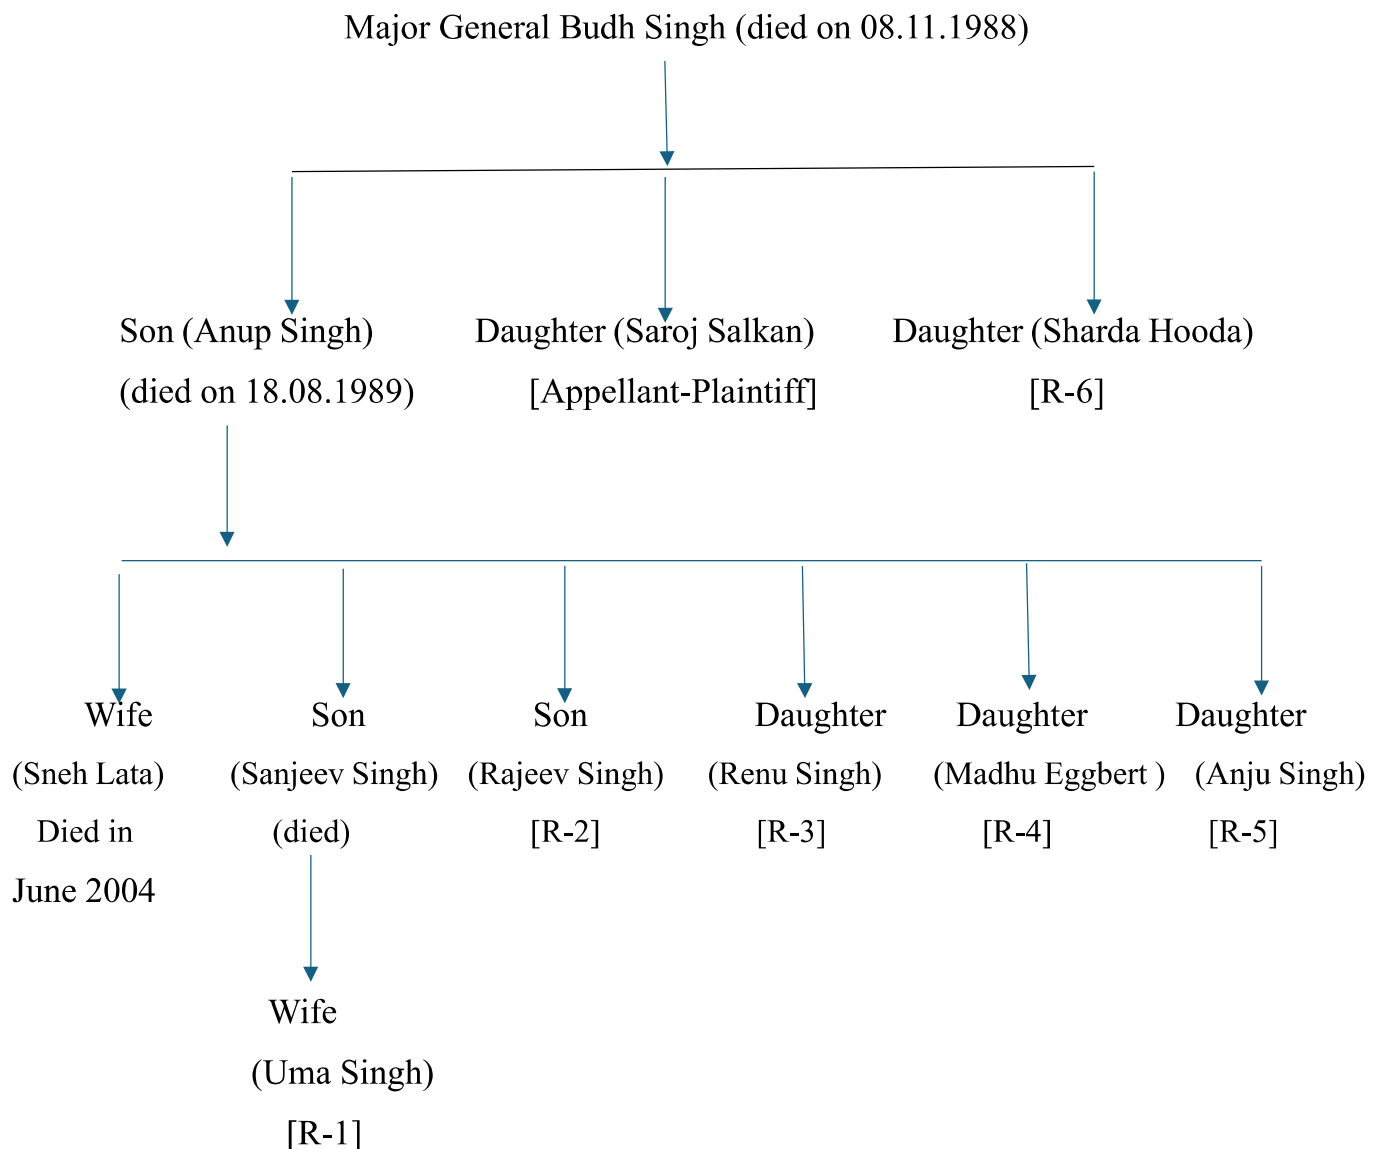 Major General Budh Singh (died on 08.11.1988)
Son (Anup Singh) Daughter (Saroj Salkan) Daughter (Sharda Hooda)
(died on 18.08.1989) [Appellant-Plaintiff] [R-6]
Wife Son Son Daughter Daughter Daughter
(Sneh Lata) (Sanjeev Singh) (Rajeev Singh) (Renu Singh) (Madhu Eggbert ) (Anju Singh)
Died in (died) [R-2] [R-3] [R-4] [R-5]
June 2004
Wife
(Uma Singh)
[R-1]